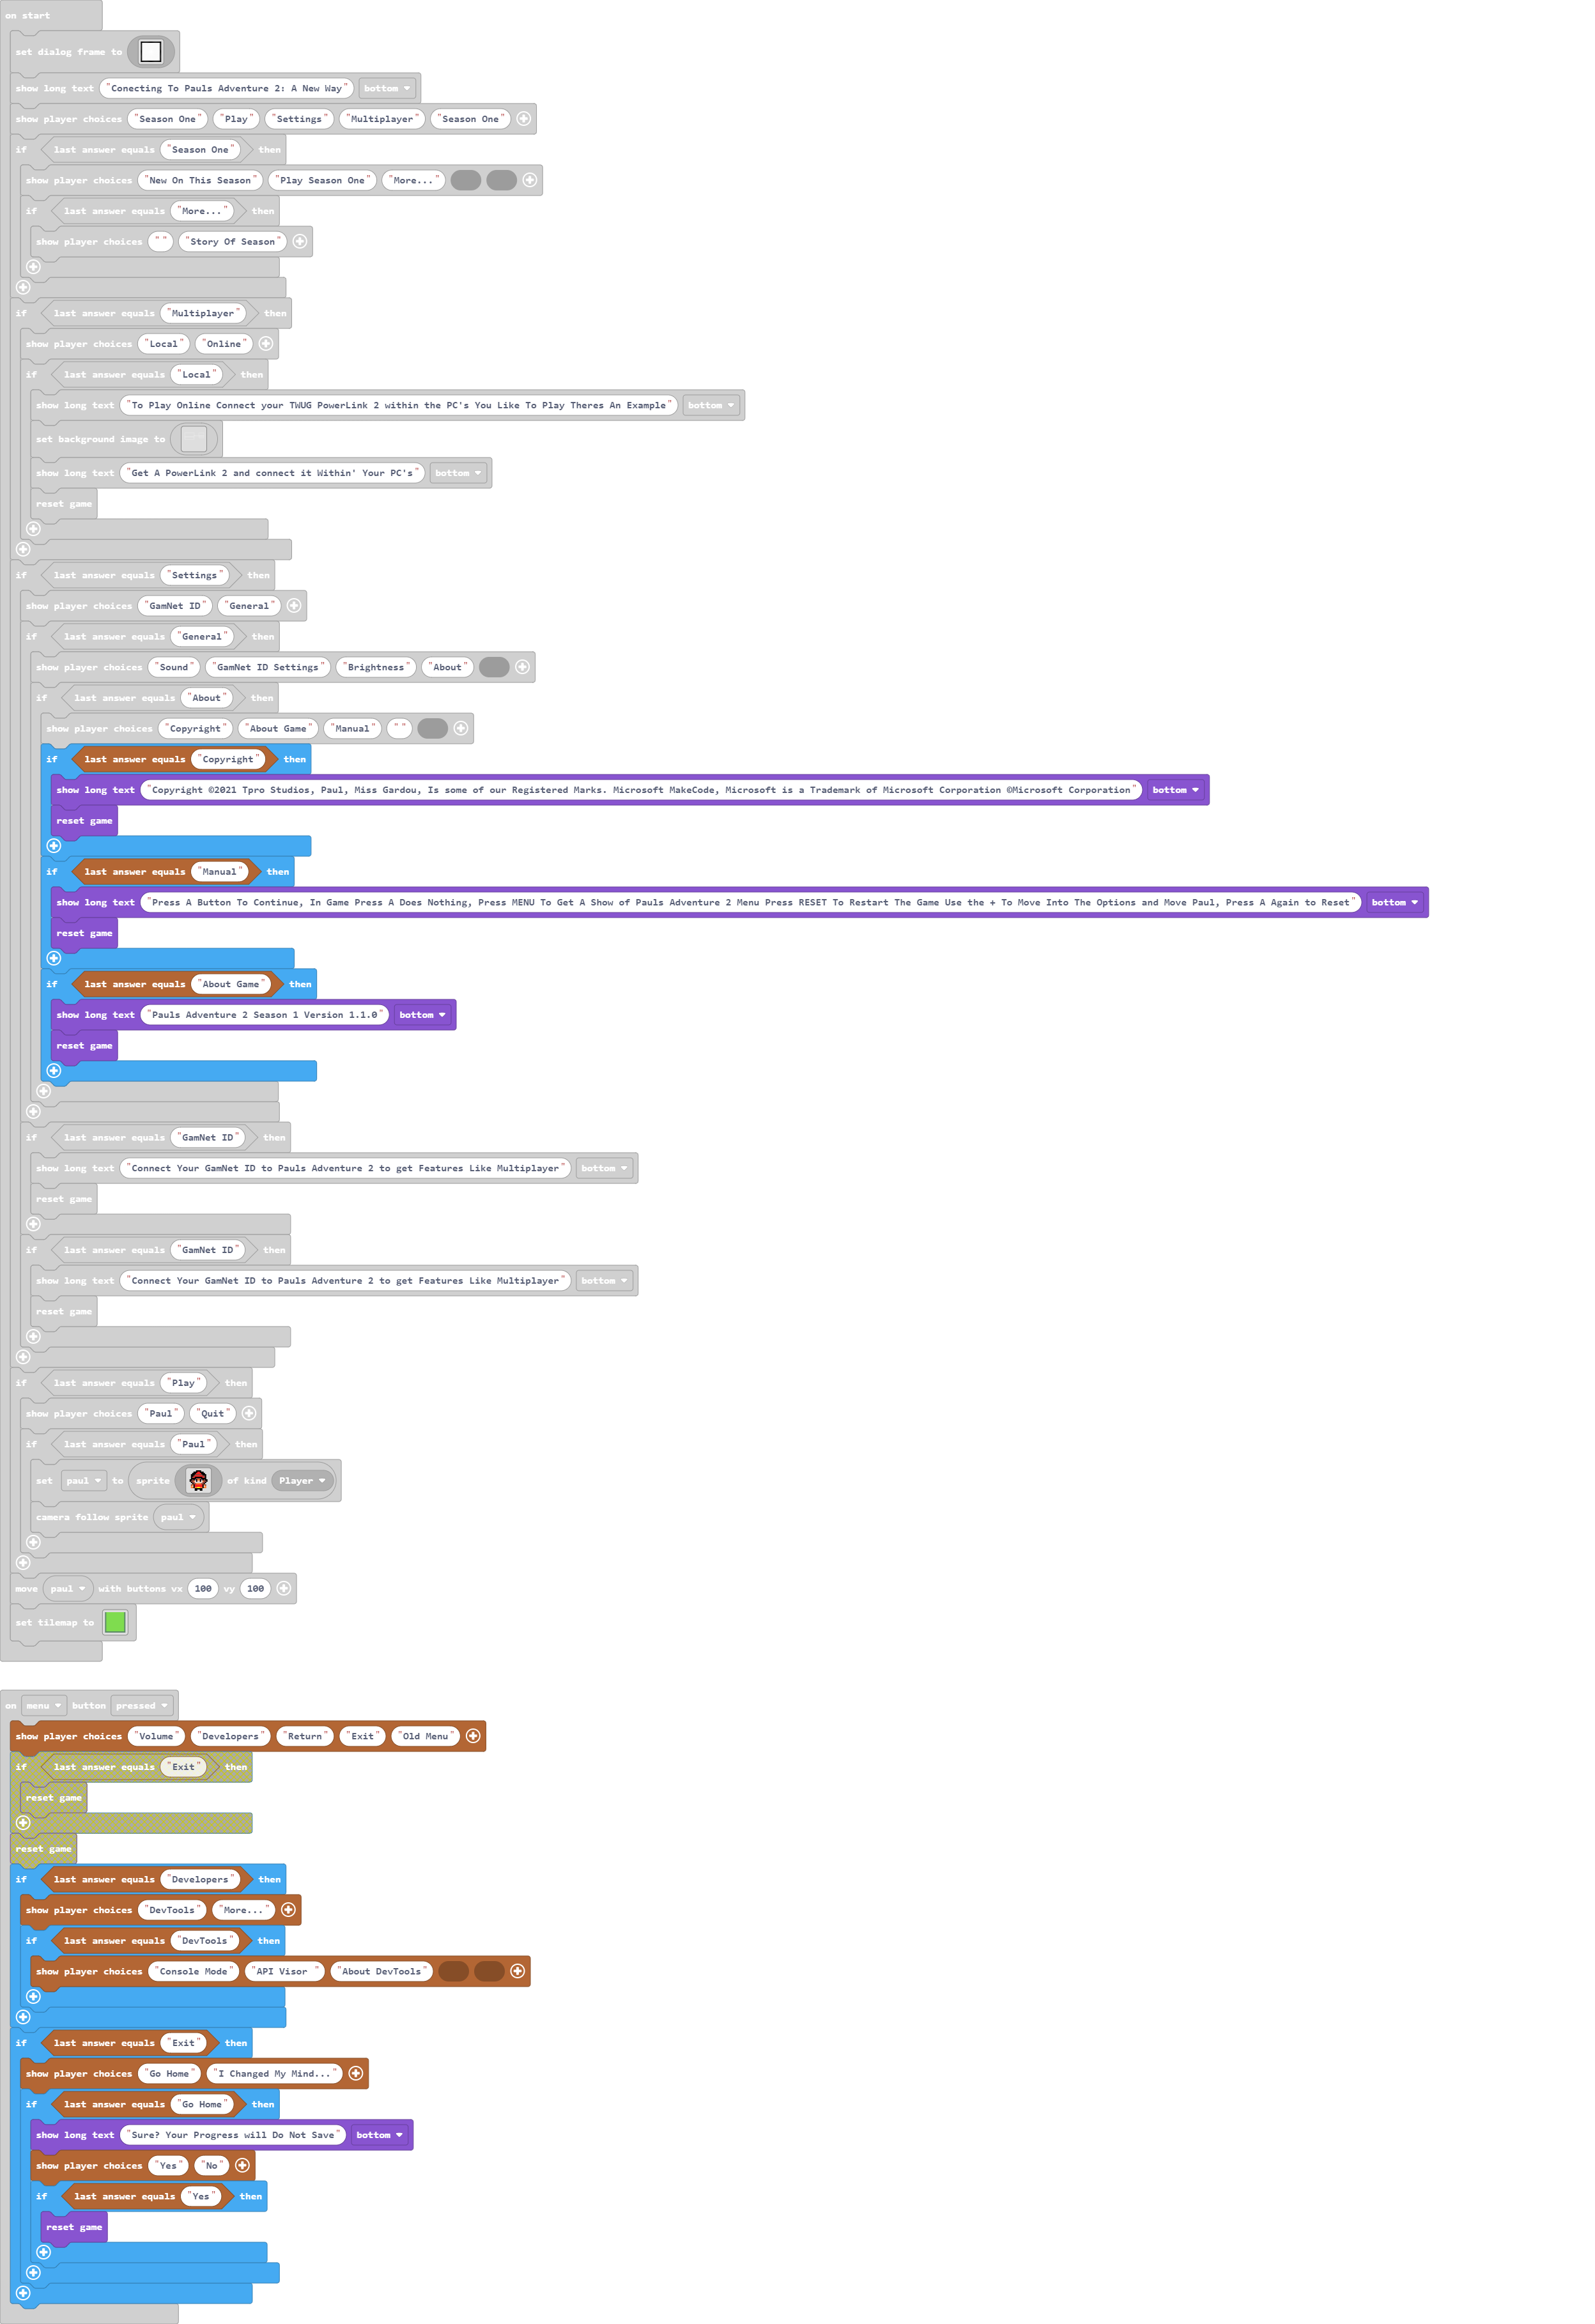 on start
set dialog frame to
show long text "Conecting To Pauls Adventure 2: A New Way" bottom
show player choices "Season One" "Play" "Settings" "Multiplayer" "Season One"
if last answer equals "Season One" then
show player choices "New On This Season" "Play Season One" "More..."
if last answer equals "More..." then
show player choices "" "Story Of Season"
if last answer equals "Multiplayer" then
show player choices "Local" "Online"
if last answer equals "Local" then
show long text "To Play Online Connect your TWUG PowerLink 2 within the PC's You Like To Play Theres An Example" bottom
set background image to
show long text "Get A PowerLink 2 and connect it Within' Your PC's" bottom
reset game
if last answer equals "Settings" then
show player choices "GamNet ID" "General"
if last answer equals "General" then
show player choices "Sound" "GamNet ID Settings" "Brightness" "About"
if last answer equals "About" then
show player choices "Copyright" "About Game" "Manual" ""
if last answer equals "Copyright" then
show long text "Copyright ©2021 Tpro Studios, Paul, Miss Gardou, Is some of our Registered Marks. Microsoft MakeCode, Microsoft is a Trademark of Microsoft Corporation ©Microsoft Corporation" bottom
reset game
if last answer equals "Manual" then
show long text "Press A Button To Continue, In Game Press A Does Nothing, Press MENU To Get A Show of Pauls Adventure 2 Menu Press RESET To Restart The Game Use the + To Move Into The Options and Move Paul, Press A Again to Reset" bottom
reset game
if last answer equals "About Game" then
show long text "Pauls Adventure 2 Season 1 Version 1.1.0" bottom
reset game
if last answer equals "GamNet ID" then
show long text "Connect Your GamNet ID to Pauls Adventure 2 to get Features Like Multiplayer" bottom
reset game
if last answer equals "GamNet ID" then
show long text "Connect Your GamNet ID to Pauls Adventure 2 to get Features Like Multiplayer" bottom
reset game
if last answer equals "Play" then
show player choices "Paul" "Quit"
if last answer equals "Paul" then
set paul to sprite of kind Player
camera follow sprite paul
move paul with buttons vx 100 vy 100
set tilemap to
on menu button pressed
show player choices "Volume" "Developers" "Return" "Exit" "Old Menu"
if last answer equals "Exit" then
reset game
reset game
if last answer equals "Developers" then
show player choices "DevTools" "More..."
if last answer equals "DevTools" then
show player choices "Console Mode" "API Visor " "About DevTools"
if last answer equals "Exit" then
show player choices "Go Home" "I Changed My Mind..."
if last answer equals "Go Home" then
show long text "Sure? Your Progress will Do Not Save" bottom
show player choices "Yes" "No"
if last answer equals "Yes" then
reset game